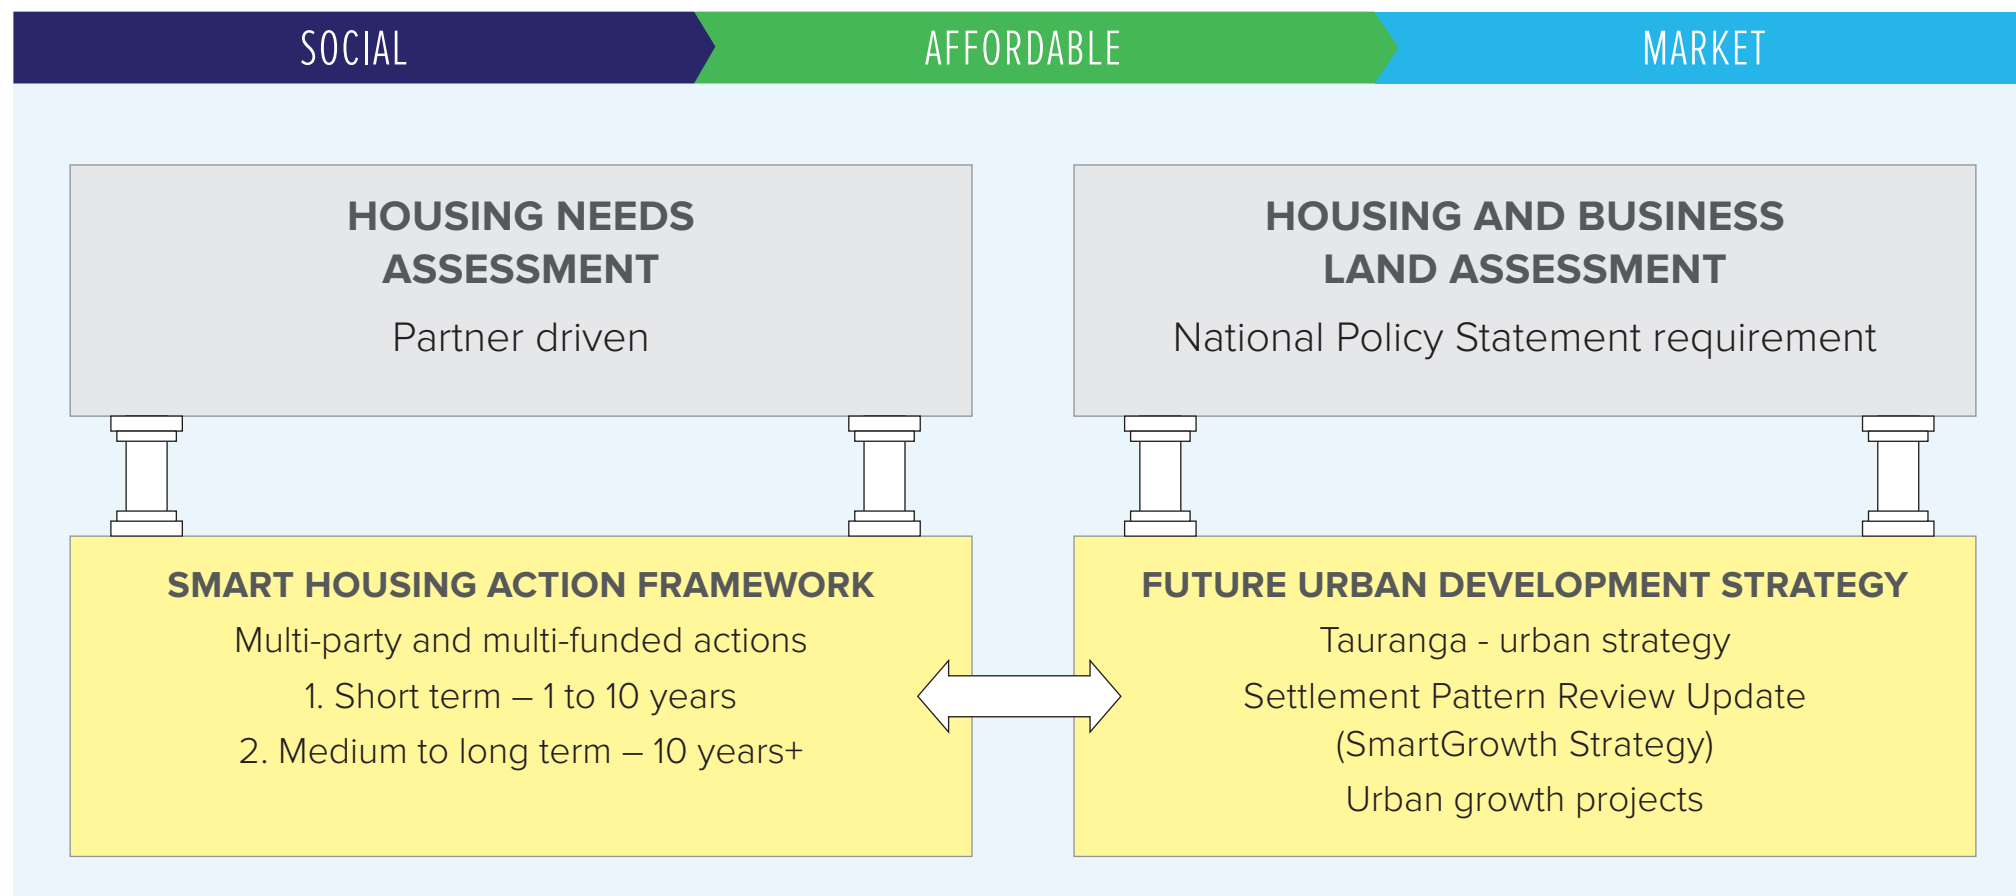 SOCIAL
AFFORDABLE
MARKET
HOUSING NEEDS
ASSESSMENT
Partner driven
HOUSING AND BUSINESS
LAND ASSESSMENT
National Policy Statement requirement
SMART HOUSING ACTION FRAMEWORK
Multi-party and multi-funded actions
1. Short term – 1 to 10 years
2. Medium to long term – 10 years+
FUTURE URBAN DEVELOPMENT STRATEGY
Tauranga - urban strategy
Settlement Pattern Review Update
(SmartGrowth Strategy)
Urban growth projects